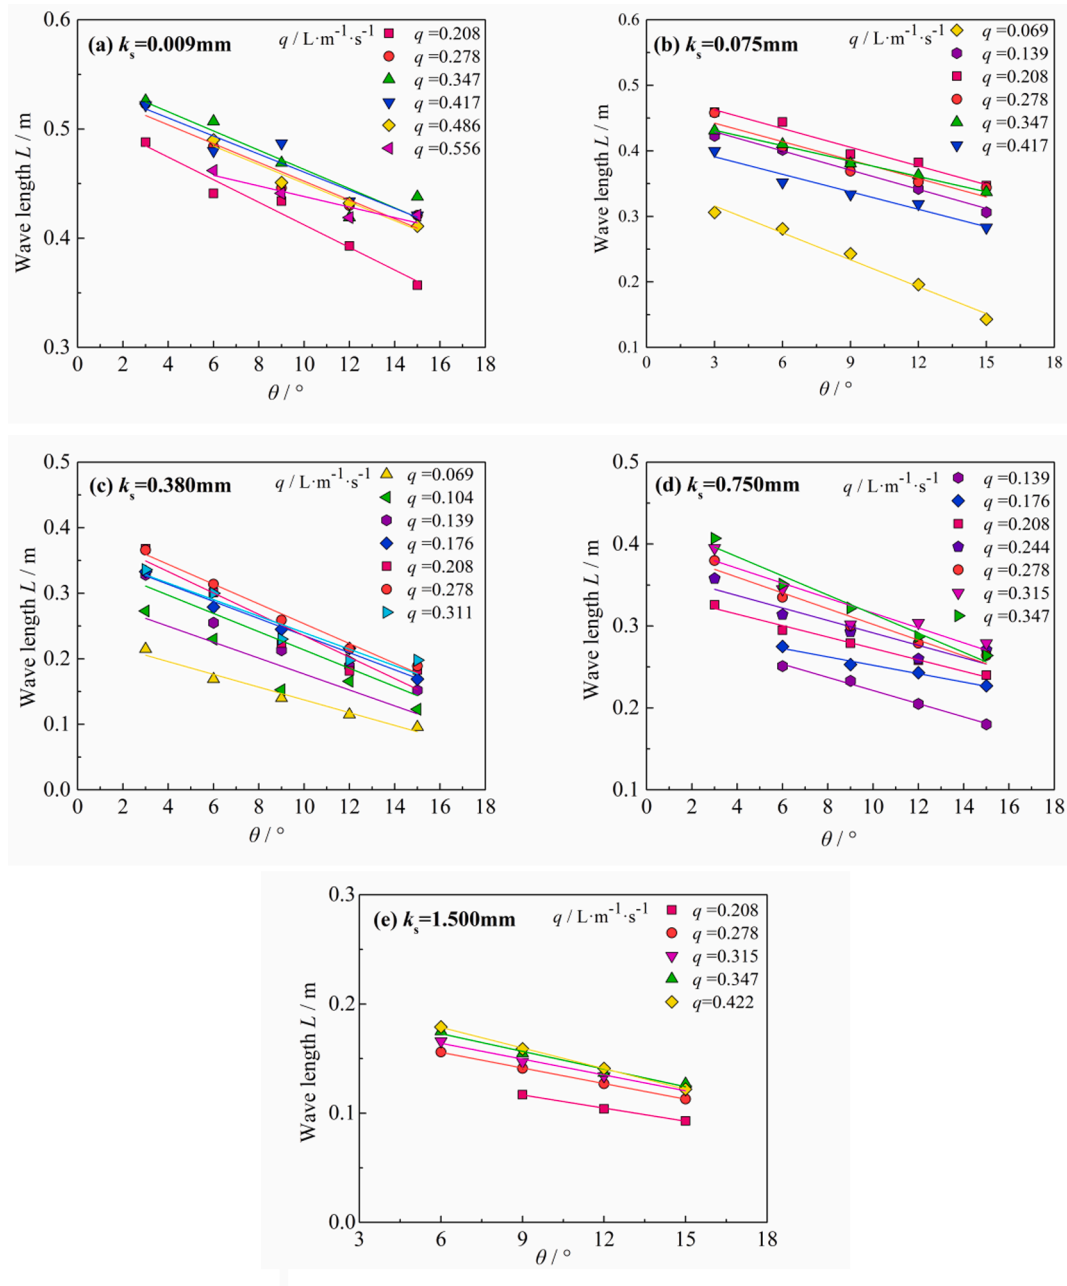 (a) ks=0.009mm
q / L·m-1·s-1
q =0.208
q =0.278
q =0.347
q =0.417
q =0.486
q =0.556
0.6
0.5
0.4
0.3
Wave length L / m
0 2 4 6 8 10 12 14 16 18
θ / °
(b) ks=0.075mm
q / L·m-1·s-1
q =0.069
q =0.139
q =0.208
q =0.278
q =0.347
q =0.417
0.6
0.5
0.4
0.3
0.2
0.1
Wave length L / m
0 3 6 9 12 15 18
θ / °
(c) ks=0.380mm
q / L·m-1·s-1
q =0.069
q =0.104
q =0.139
q =0.176
q =0.208
q =0.278
q =0.311
0.5
0.4
0.3
0.2
0.1
0.0
Wave length L / m
0 2 4 6 8 10 12 14 16 18
θ / °
(d) ks=0.750mm
q / L·m-1·s-1
q =0.139
q =0.176
q =0.208
q =0.244
q =0.278
q =0.315
q =0.347
0.5
0.4
0.3
0.2
0.1
Wave length L / m
0 2 4 6 8 10 12 14 16 18
θ / °
(e) ks=1.500mm
q / L·m-1·s-1
q =0.208
q =0.278
q =0.315
q =0.347
q=0.422
0.3
0.2
0.1
0.0
Wave length L / m
3 6 9 12 15 18
θ / °